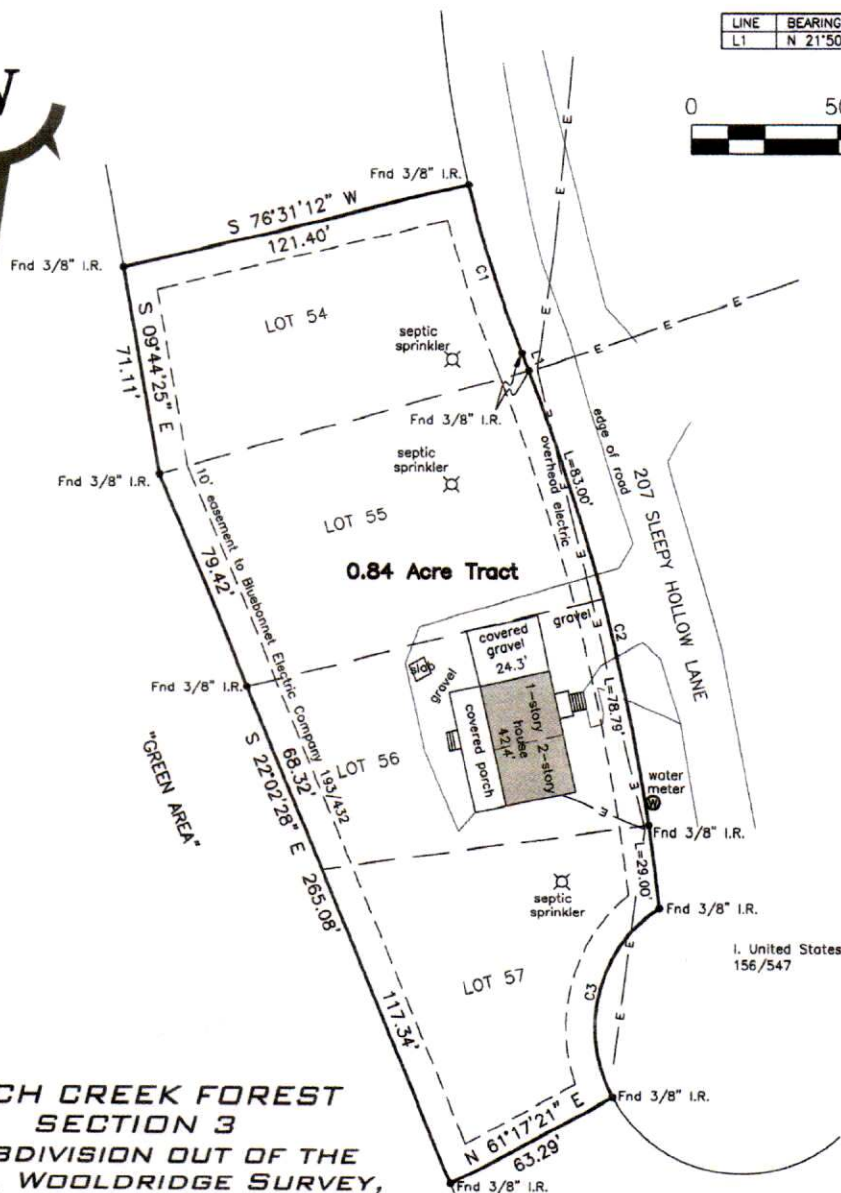 LINE BEARING
L1 N 21°50
W
0 50
Fnd 3/8" I.R.
S 76°31'12" W
121.40'
Fnd 3/8" I.R.
C1
LOT 54
septic
sprinkler
S 09°44'25" E
71.11'
E
E
E
E
E
E
L1
Fnd 3/8" I.R.
Fnd 3/8" I.R.
septic
sprinkler
LOT 55
edge of road
L=83.00'
overhead electric
E
E
E
207 SLEEPY HOLLOW LANE
10' easement to Bluebonnet Electric Company 193/432
79.42'
0.84 Acre Tract
gravel
E
C2
covered
gravel
24.3'
slab
gravel
Fnd 3/8" I.R.
1-story
house
42.4'
2-story
covered porch
L=78.79'
E
"GREEN AREA"
S 22°02'28" E 265.08'
68.32'
LOT 56
water
meter
W
E
E
Fnd 3/8" I.R.
L=29.00'
septic
sprinkler
Fnd 3/8" I.R.
E
I. United States
156/547
LOT 57
C3
E
117.34'
CH CREEK FOREST
SECTION 3
BDIVISION OUT OF THE
WOOLDRIDGE SURVEY,
N 61°17'21" E
63.29'
Fnd 3/8" I.R.
Fnd 3/8" I.R.